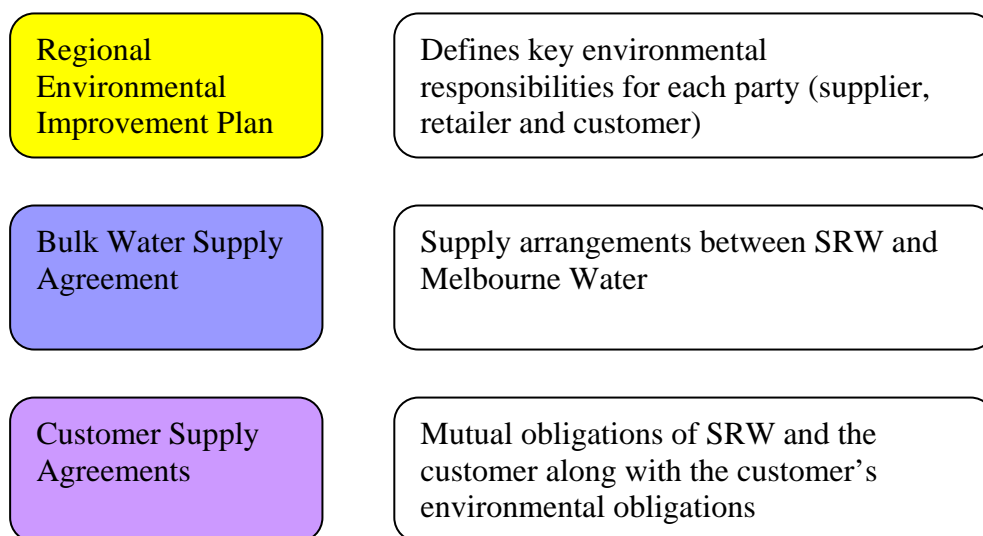 Regional
Environmental
Improvement Plan
Defines key environmental
responsibilities for each party (supplier,
retailer and customer)
Bulk Water Supply
Agreement
Supply arrangements between SRW and
Melbourne Water
Customer Supply
Agreements
Mutual obligations of SRW and the
customer along with the customer’s
environmental obligations